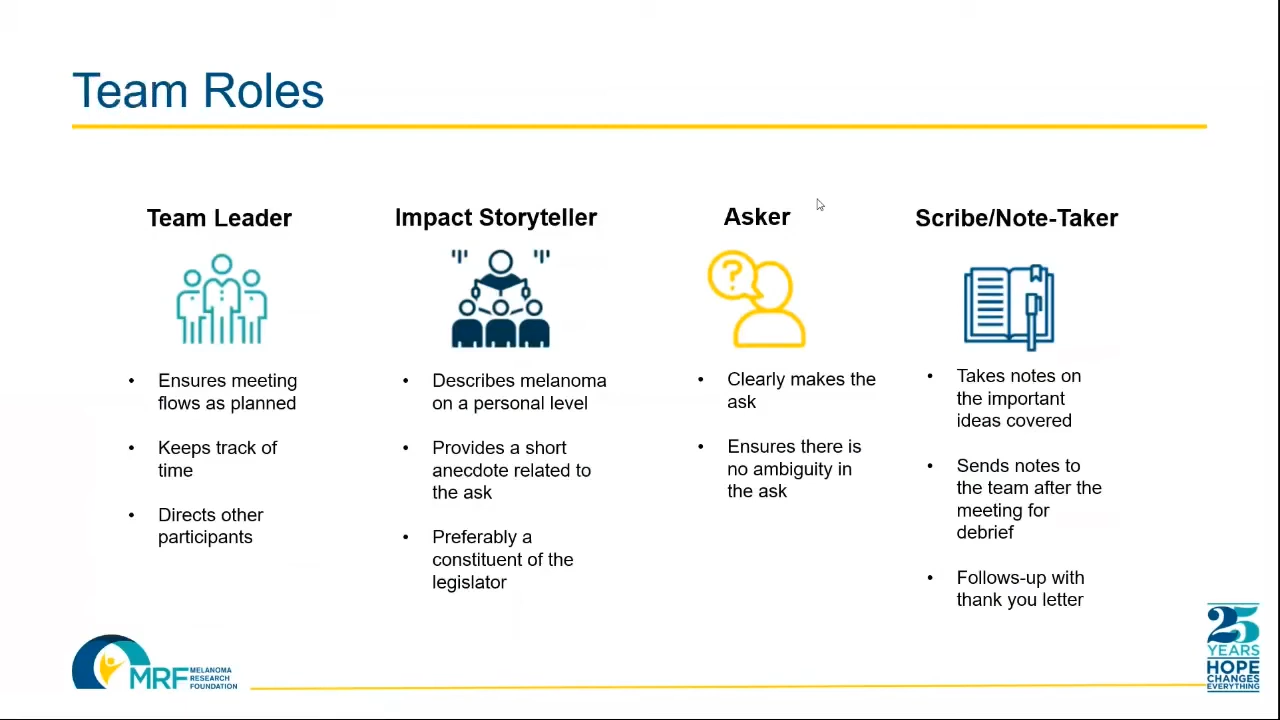 Team Roles
Team Leader
Ensures meeting
flows as planned
Keeps track of
time
Directs other
participants
Impact Storyteller
Describes melanoma
on a personal level
Provides a short
anecdote related to
the ask
Preferably a
constituent of the
legislator
Asker
?
Clearly makes the
ask
Ensures there is
no ambiguity in
the ask
Scribe/Note-Taker
Takes notes on
the important
ideas covered
Sends notes to
the team after the
meeting for
debrief
Follows-up with
thank you letter
MRF
MELANOMA
RESEARCH
FOUNDATION
25
YEARS
HOPE
CHANGES
EVERYTHING